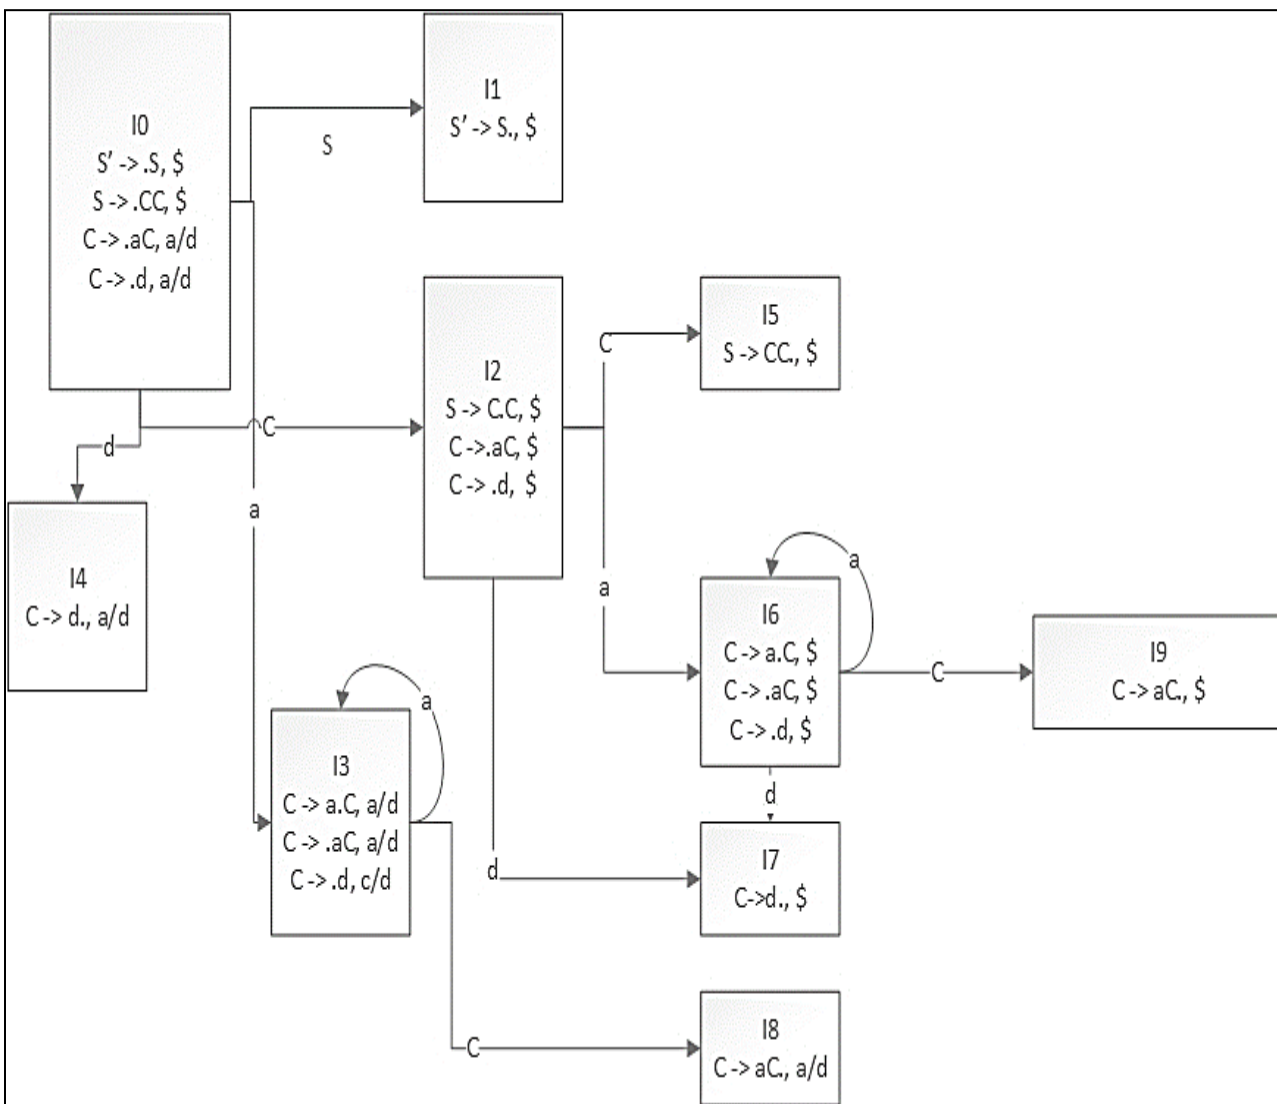 I0
S' -> .S, $
S -> .CC, $
C -> .aC, a/d
C -> .d, a/d
S
I1
S' -> S., $
C
d
a
I4
C -> d., a/d
I2
S -> C.C, $
C ->.aC, $
C -> .d, $
C
I5
S -> CC., $
a
d
I3
C -> a.C, a/d
C -> .aC, a/d
C -> .d, c/d
a
C
I6
C -> a.C, $
C -> .aC, $
C -> .d, $
a
C
I9
C -> aC., $
d
I7
C->d., $
I8
C -> aC., a/d